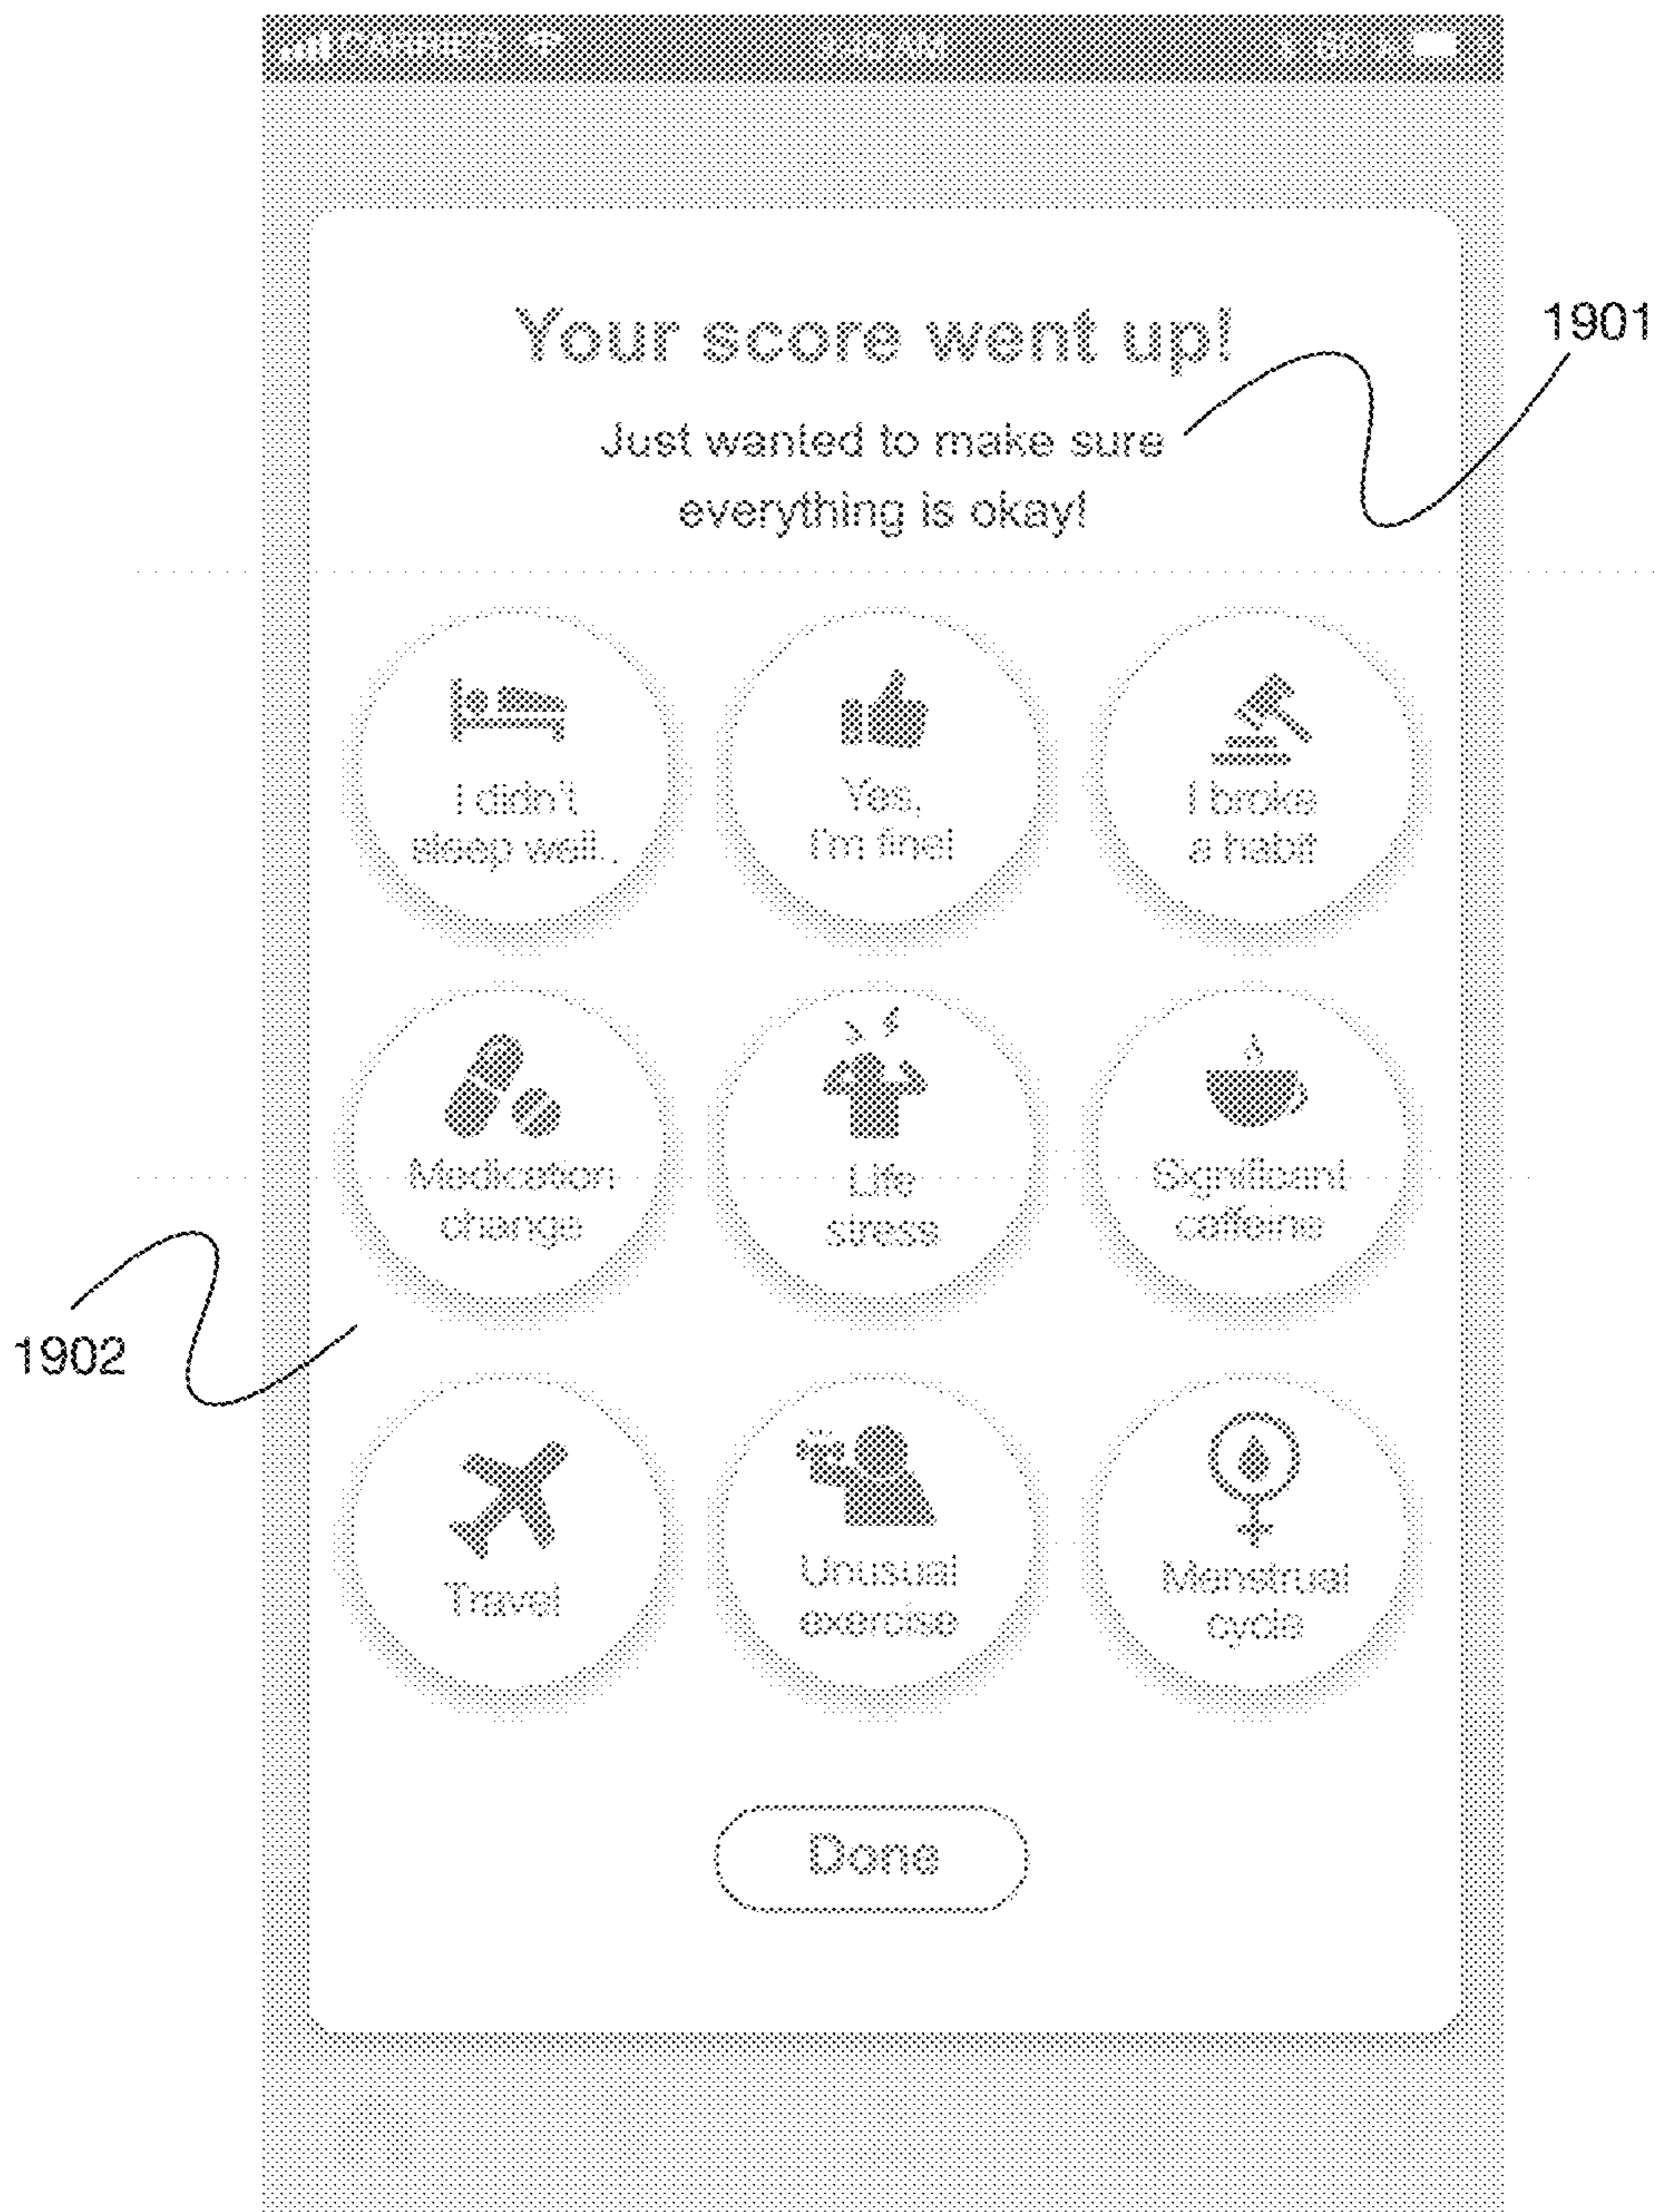 CARRIER
Your score went up!
1901
Just wanted to make sure
everything is okay!
I didn't
sleep well..
Yes,
I'm fine!
I broke
a habit
Medication
change
Life
stress
Significant
caffeine
1902
Travel
Unusual
exercise
Menstrual
cycle
Done